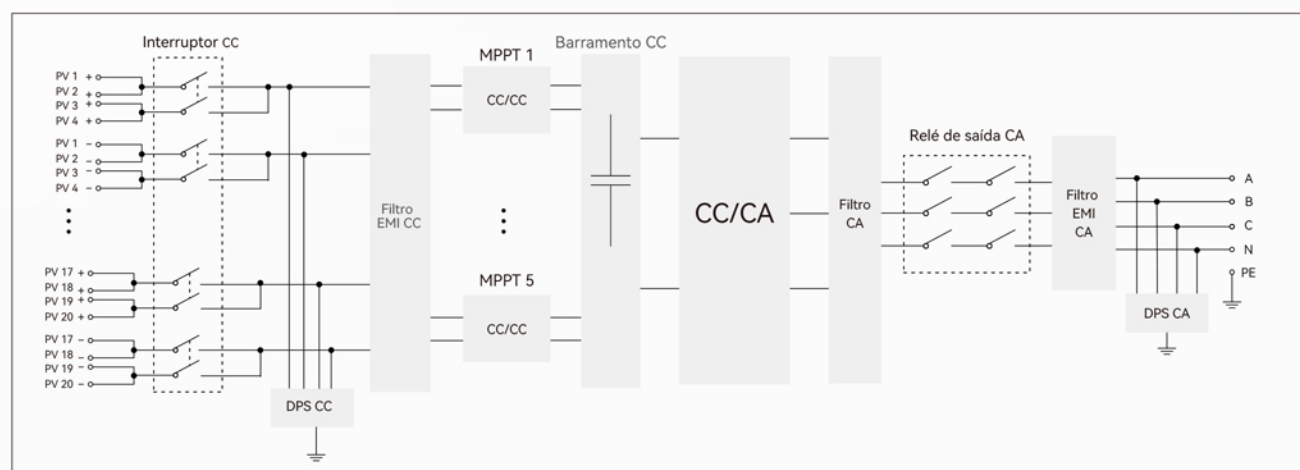 Interruptor CC
PV 1 +
PV 2 +
PV 3 +
PV 4 +
PV 1 −
PV 2 −
PV 3 −
PV 4 −
PV 17 +
PV 18 +
PV 19 +
PV 20 +
PV 17 −
PV 18 −
PV 19 −
PV 20 −
DPS CC
Filtro
EMI CC
MPPT 1
CC/CC
MPPT 5
CC/CC
Barramento CC
CC/CA
Filtro
CA
Relé de saída CA
Filtro
EMI
CA
A
B
C
N
PE
DPS CA